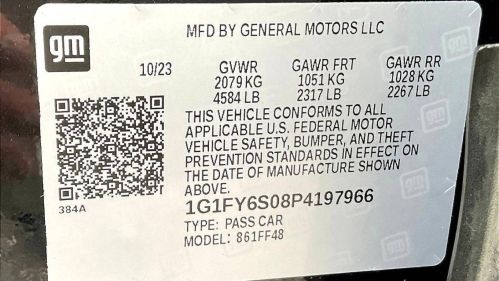 gm
MFD BY GENERAL MOTORS LLC
10/23 GVWR GAWR FRT GAWR RR
2079 KG 1051 KG 1028 KG
4584 LB 2317 LB 2267 LB
THIS VEHICLE CONFORMS TO ALL
APPLICABLE U.S. FEDERAL MOTOR
VEHICLE SAFETY, BUMPER, AND THEFT
PREVENTION STANDARDS IN EFFECT ON
THE DATE OF MANUFACTURE SHOWN
ABOVE.
384A
1G1FY6S08P4197966
TYPE: PASS CAR
MODEL: 861FF48